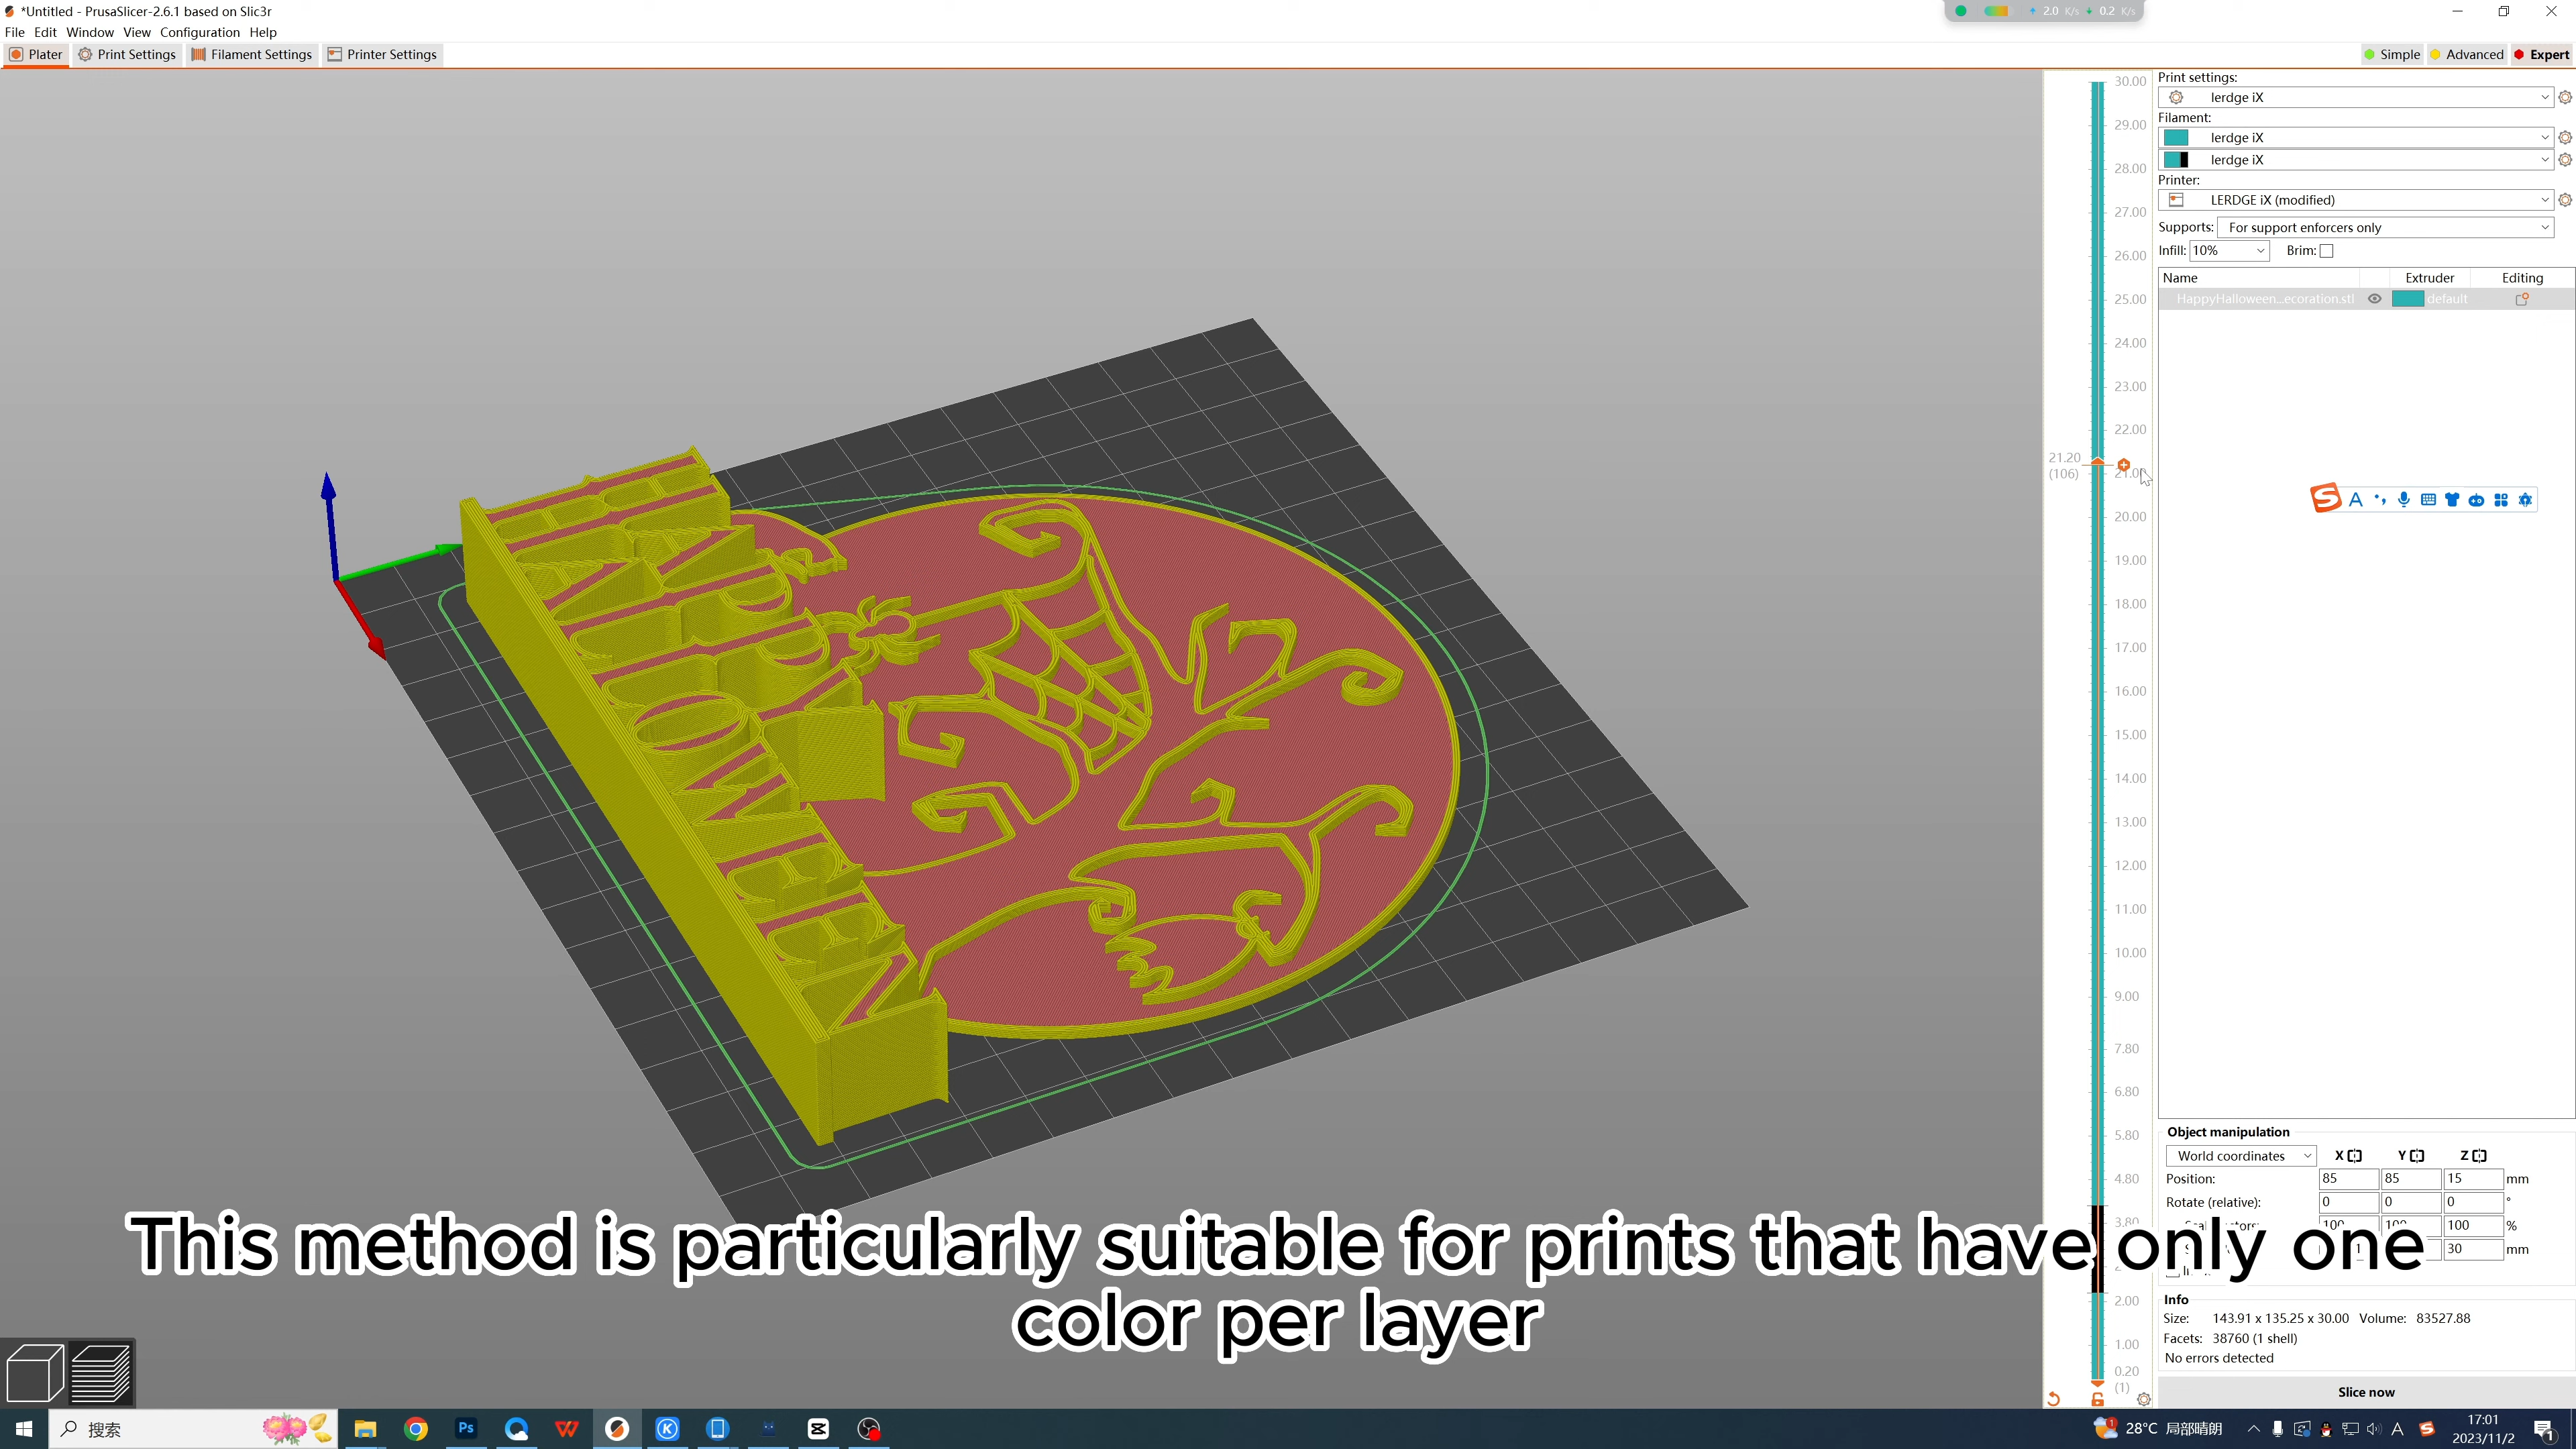 *Untitled - PrusaSlicer-2.6.1 based on Slic3r
2.0 K/s 0.2 K/s
File Edit Window View Configuration Help
Plater Print Settings Filament Settings Printer Settings
Simple Advanced Expert
Print settings:
lerdge iX
Filament:
lerdge iX
lerdge iX
Printer:
LERDGE iX (modified)
Supports: For support enforcers only
Infill: 10% Brim:
Name Extruder Editing
HappyHalloween...ecoration.stl default
30.00
29.00
28.00
27.00
26.00
25.00
24.00
23.00
22.00
21.20
(106)
21.00
20.00
19.00
18.00
17.00
16.00
15.00
14.00
13.00
12.00
11.00
10.00
9.00
7.80
6.80
5.80
4.80
3.80
2.00
1.00
0.20
(1)
Object manipulation
World coordinates X Y Z
Position: 85 85 15 mm
Rotate (relative): 0 0 0 °
100 100 100 %
30 mm
This method is particularly suitable for prints that have only one
color per layer
Info
Size: 143.91 x 135.25 x 30.00 Volume: 83527.88
Facets: 38760 (1 shell)
No errors detected
Slice now
搜索
Ps
28°C 局部晴朗
A
17:01
2023/11/2